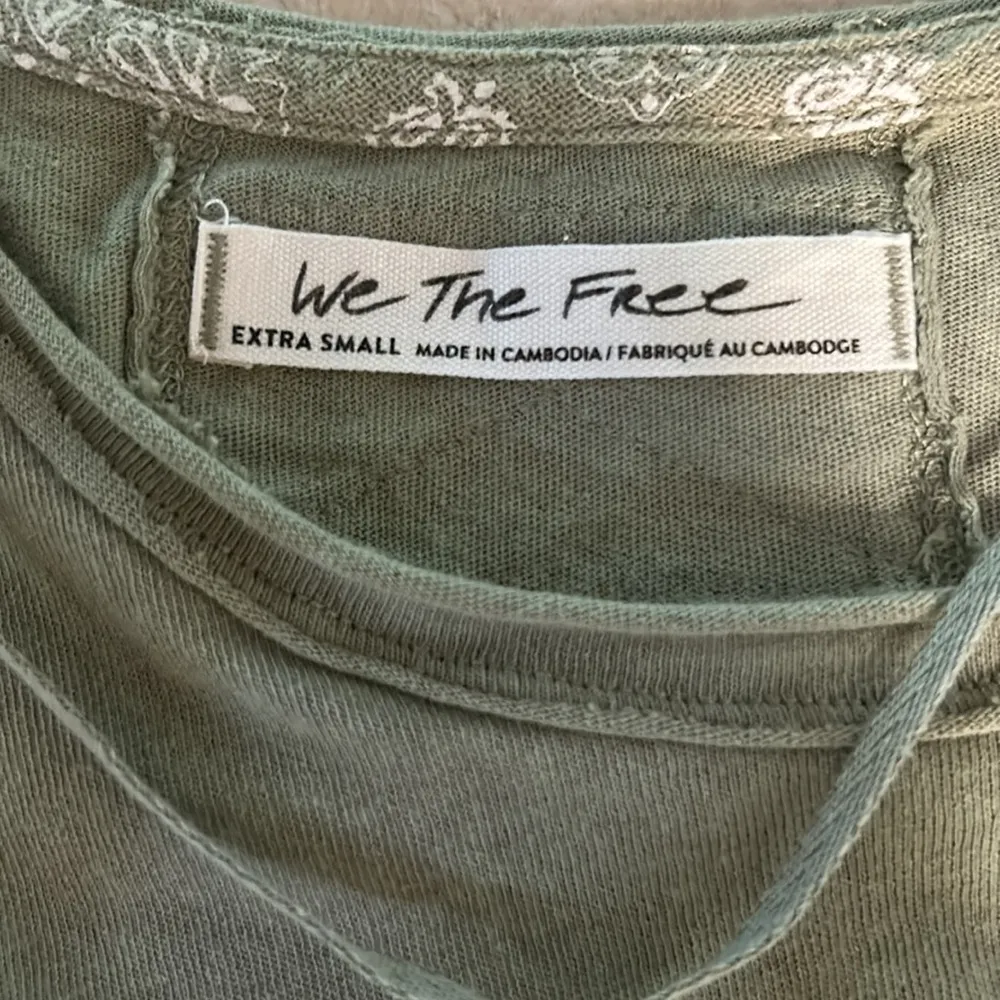 We The Free
EXTRA SMALL MADE IN CAMBODIA / FABRIQUÉ AU CAMBODGE